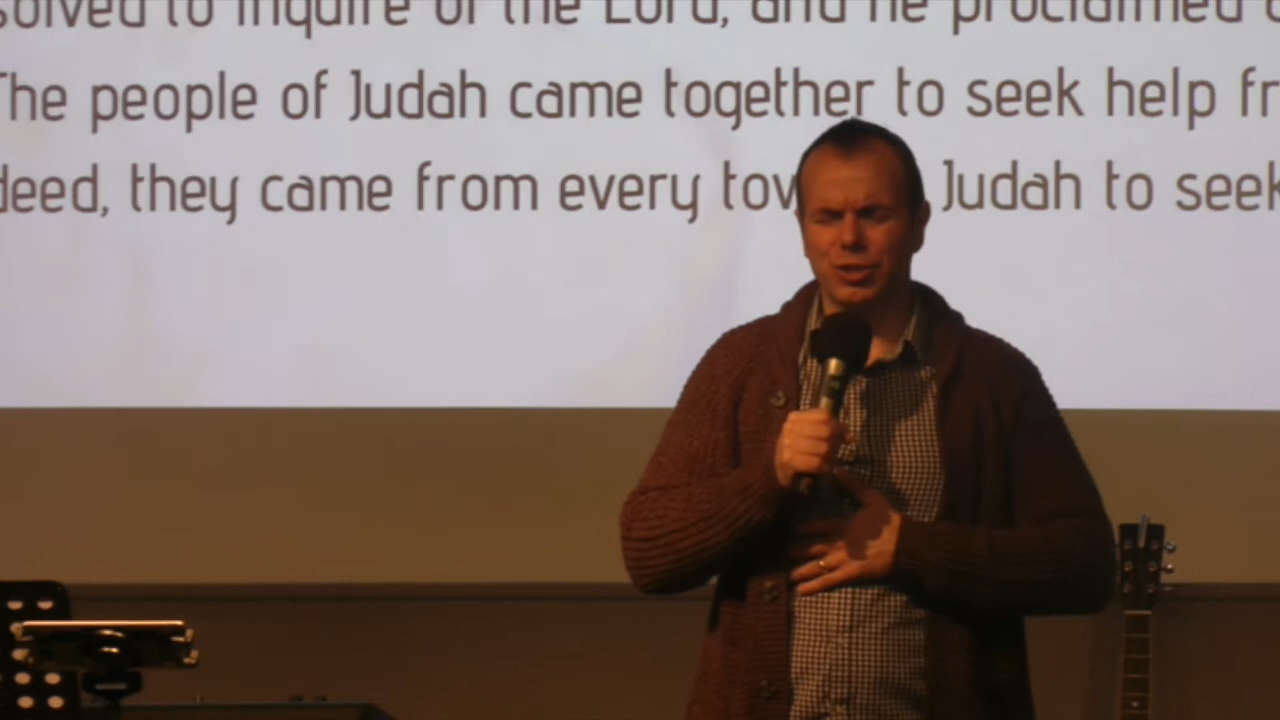 solved to inquire of the Lord, and he proclaimed
The people of Judah came together to seek help fr
deed, they came from every tow Judah to seek